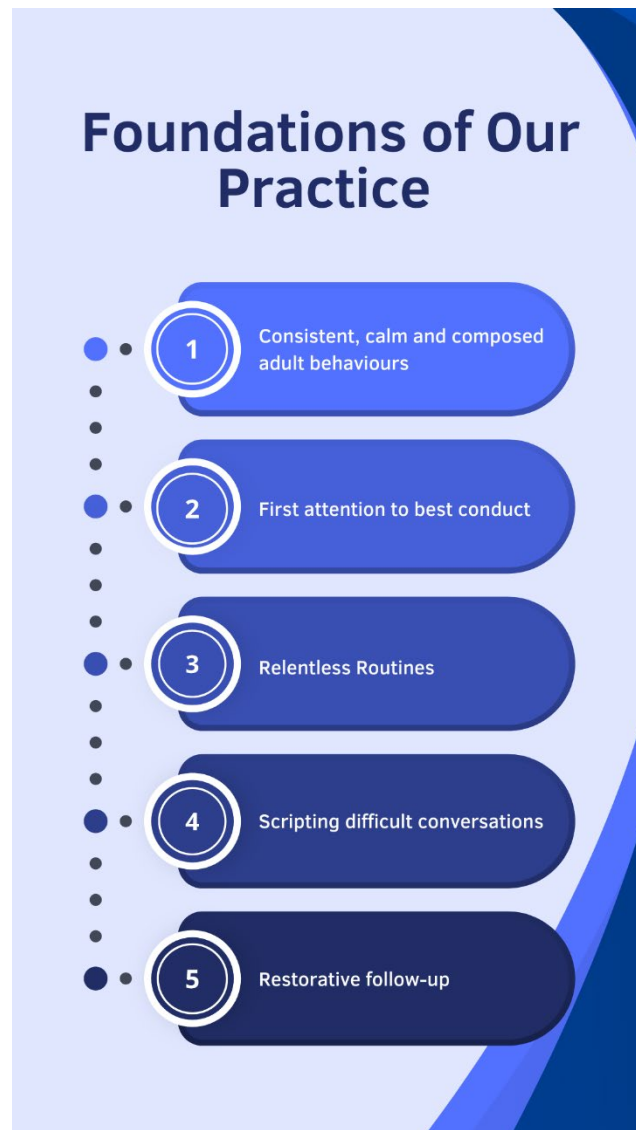 Foundations of Our
Practice
1
Consistent, calm and composed
adult behaviours
2
First attention to best conduct
3
Relentless Routines
4
Scripting difficult conversations
5
Restorative follow-up